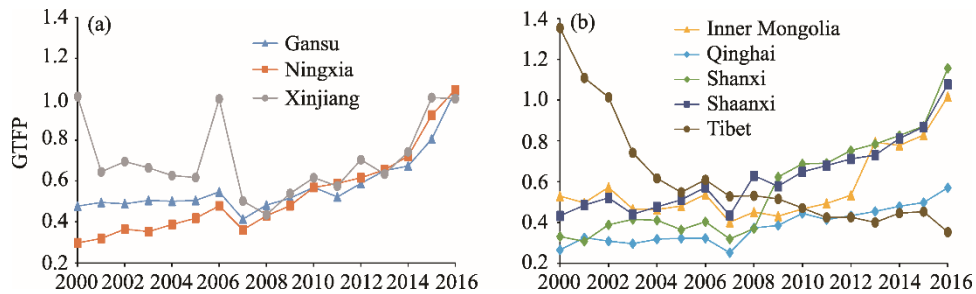 (a)
GTFP
1.4
1.2
1.0
0.8
0.6
0.4
0.2
2000 2002 2004 2006 2008 2010 2012 2014 2016
Gansu
Ningxia
Xinjiang
(b)
1.4
1.2
1.0
0.8
0.6
0.4
0.2
2000 2002 2004 2006 2008 2010 2012 2014 2016
Inner Mongolia
Qinghai
Shanxi
Shaanxi
Tibet